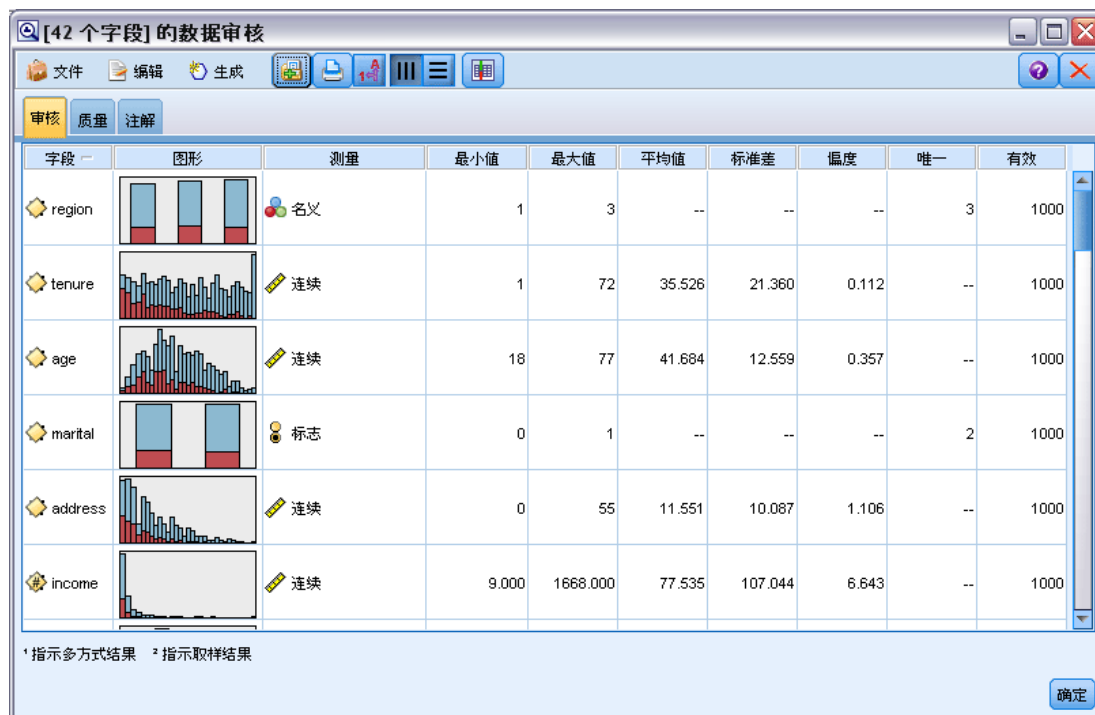 [42 个字段] 的数据审核
文件 编辑 生成
审核 质量 注解
字段 图形 测量 最小值 最大值 平均值 标准差 偏度 唯一 有效
region 名义 1 3 -- -- -- 3 1000
tenure 连续 1 72 35.526 21.360 0.112 -- 1000
age 连续 18 77 41.684 12.559 0.357 -- 1000
marital 标志 0 1 -- -- -- 2 1000
address 连续 0 55 11.551 10.087 1.106 -- 1000
income 连续 9.000 1668.000 77.535 107.044 6.643 -- 1000
¹ 指示多方式结果 ² 指示取样结果
确定